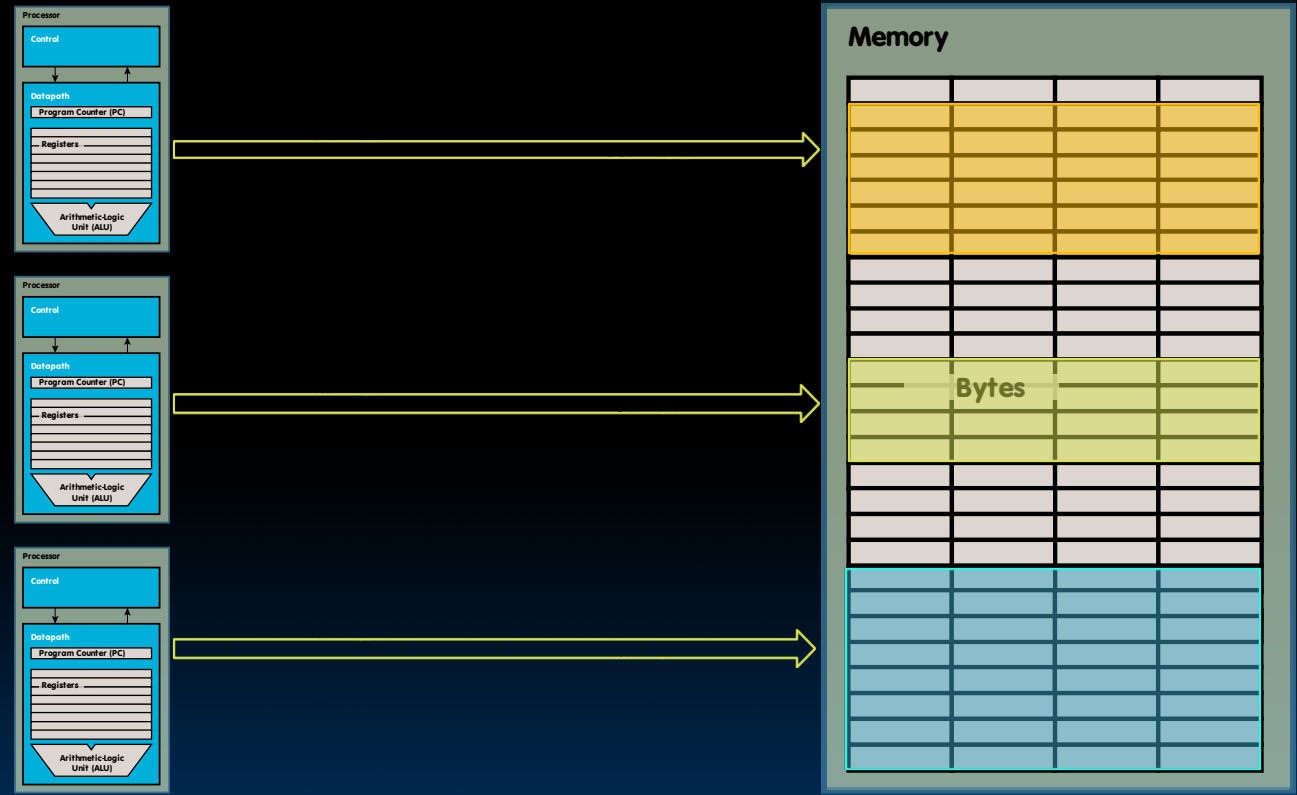 Processor
Control
Datapath
Program Counter (PC)
Registers
Arithmetic-Logic
Unit (ALU)
Processor
Control
Datapath
Program Counter (PC)
Registers
Arithmetic-Logic
Unit (ALU)
Processor
Control
Datapath
Program Counter (PC)
Registers
Arithmetic-Logic
Unit (ALU)
Memory
Bytes